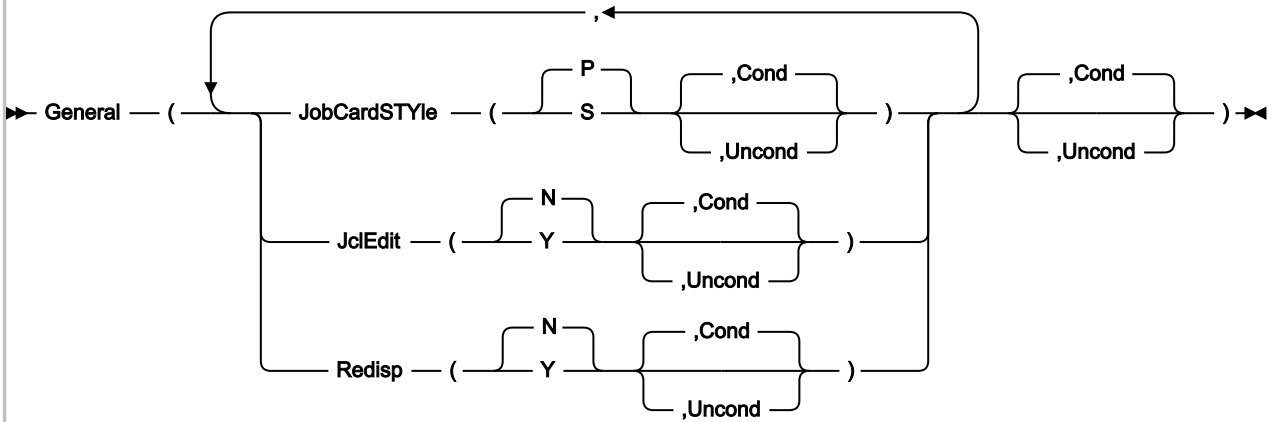 ,
P ,Cond ,Cond
General ( JobCardSTYle ( S ) )
,Uncond ,Uncond
N ,Cond
JclEdit ( Y )
,Uncond
N ,Cond
Redisp ( Y )
,Uncond